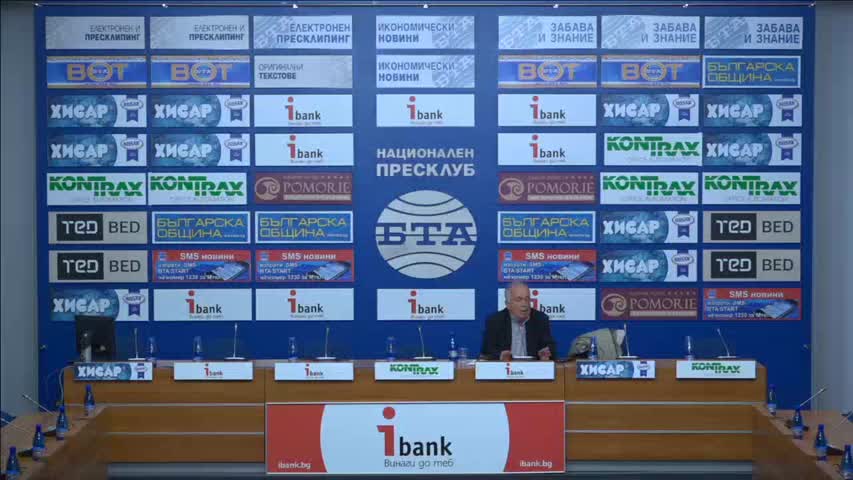 ЕЛЕКТРОНЕН
И ПРЕСКЛИПИНГ
ЕЛЕКТРОНЕН
И ПРЕСКЛИПИНГ
ЕЛЕКТРОНЕН
ПРЕСКЛИПИНГ
ИКОНОМИЧЕСКИ
НОВИНИ
ЗАБАВА
И ЗНАНИЕ
ЗАБАВА
И ЗНАНИЕ
ЗАБАВА
И ЗНАНИЕ
BOT
BOT
ОРИГИНАЛНИ
ТЕКСТОВЕ
ИКОНОМИЧЕСКИ
НОВИНИ
BOT
BOT
БЪЛГАРСКА
ОБЩИНА
ХИСАР
ХИСАР
ibank
ibank
ibank
ХИСАР
ХИСАР
ХИСАР
ХИСАР
ibank
ibank
KONTRAX
ХИСАР
НАЦИОНАЛЕН
ПРЕСКЛУБ
БТА
KONTRAX
KONTRAX
POMORIE
POMORIE
KONTRAX
KONTRAX
TED BED
БЪЛГАРСКА
ОБЩИНА
БЪЛГАРСКА
ОБЩИНА
БЪЛГАРСКА
ОБЩИНА
ХИСАР
TED BED
TED BED
SMS НОВИНИ
SMS НОВИНИ
SMS НОВИНИ
ХИСАР
TED BED
ХИСАР
ibank
ibank
ibank
ibank
POMORIE
SMS НОВИНИ
ХИСАР
ibank
ibank
KONTRAX
ibank
ХИСАР
KONTRAX
ibank
Винаги до теб
ibank.bg
ibank.bg